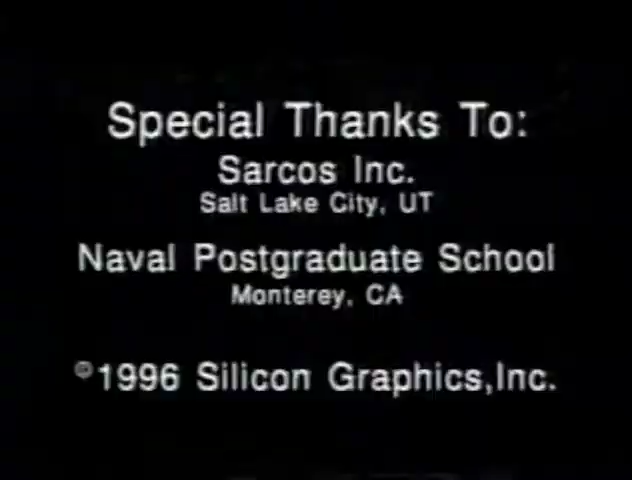 Special Thanks To:
Sarcos Inc.
Salt Lake City, UT
Naval Postgraduate School
Monterey, CA
©1996 Silicon Graphics,Inc.